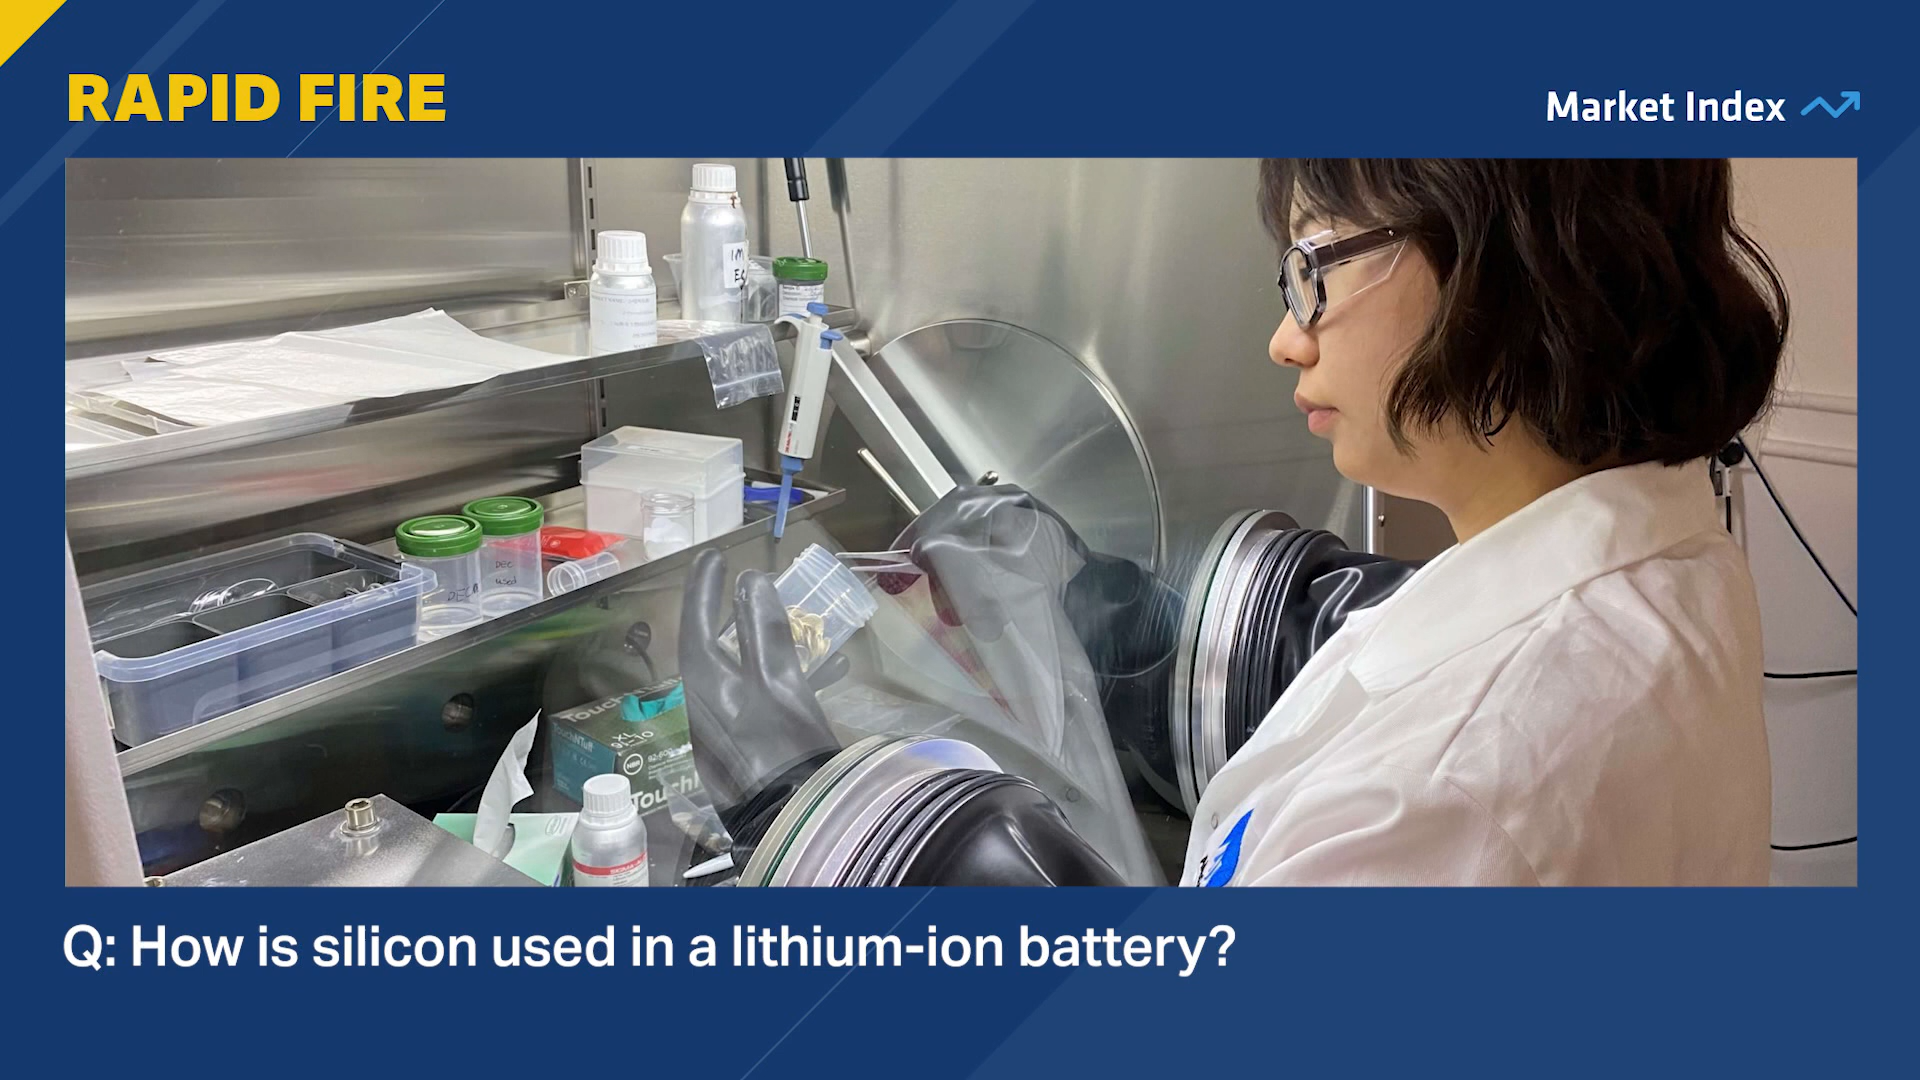 RAPID FIRE
Market Index
Q: How is silicon used in a lithium-ion battery?